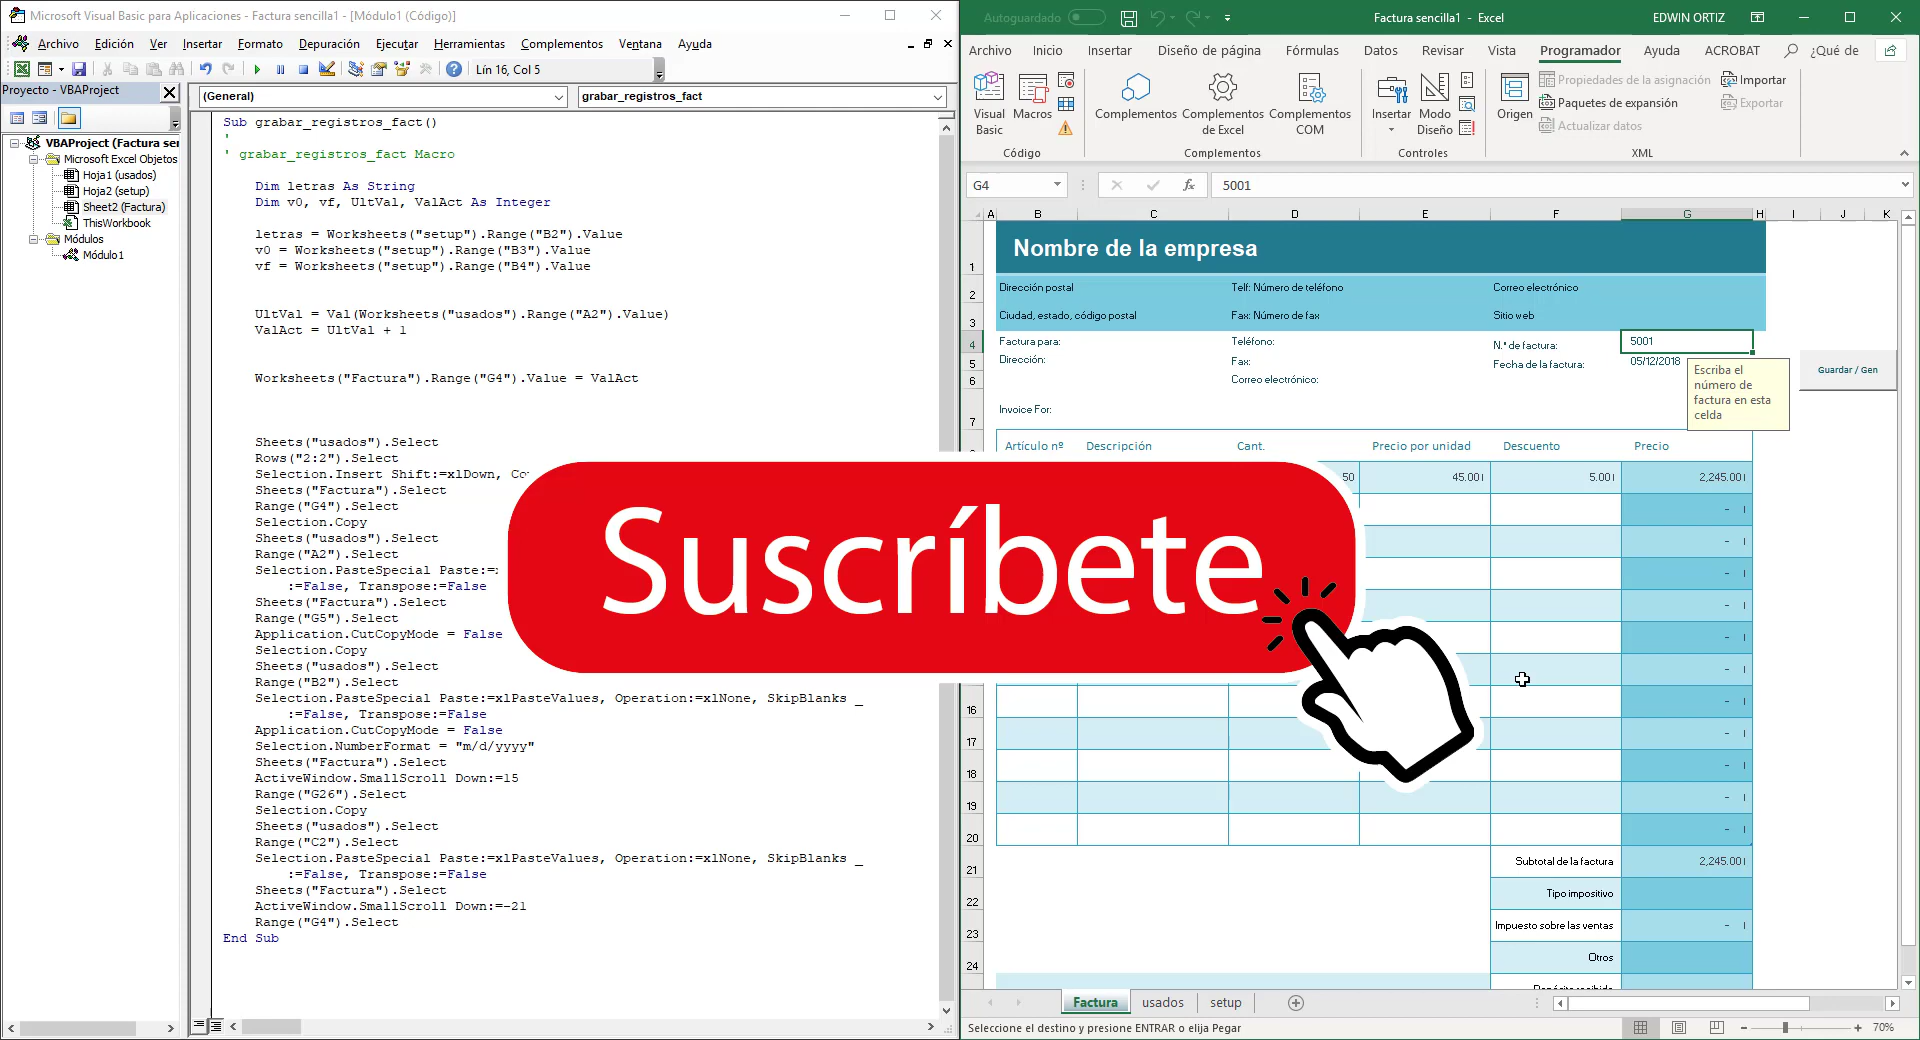 Microsoft Visual Basic para Aplicaciones - Factura sencilla1 - [Módulo1 (Código)]
Archivo Edición Ver Insertar Formato Depuración Ejecutar Herramientas Complementos Ventana Ayuda
Lín 16, Col 5
Proyecto - VBAProject
VBAProject (Factura sen
Microsoft Excel Objetos
Hoja1 (usados)
Hoja2 (setup)
Sheet2 (Factura)
ThisWorkbook
Módulos
Módulo1
(General)
grabar_registros_fact
Sub grabar_registros_fact()
'
' grabar_registros_fact Macro
Dim letras As String
Dim v0, vf, UltVal, ValAct As Integer
letras = Worksheets("setup").Range("B2").Value
v0 = Worksheets("setup").Range("B3").Value
vf = Worksheets("setup").Range("B4").Value
UltVal = Val(Worksheets("usados").Range("A2").Value)
ValAct = UltVal + 1
Worksheets("Factura").Range("G4").Value = ValAct
Sheets("usados").Select
Rows("2:2").Select
Selection.Insert Shift:=xlDown, Co
Sheets("Factura").Select
Range("G4").Select
Selection.Copy
Sheets("usados").Select
Range("A2").Select
Selection.PasteSpecial Paste:=x
:=False, Transpose:=False
Sheets("Factura").Select
Range("G5").Select
Application.CutCopyMode = False
Selection.Copy
Sheets("usados").Select
Range("B2").Select
Selection.PasteSpecial Paste:=xlPasteValues, Operation:=xlNone, SkipBlanks _
:=False, Transpose:=False
Application.CutCopyMode = False
Selection.NumberFormat = "m/d/yyyy"
Sheets("Factura").Select
ActiveWindow.SmallScroll Down:=15
Range("G26").Select
Selection.Copy
Sheets("usados").Select
Range("C2").Select
Selection.PasteSpecial Paste:=xlPasteValues, Operation:=xlNone, SkipBlanks _
:=False, Transpose:=False
Sheets("Factura").Select
ActiveWindow.SmallScroll Down:=-21
Range("G4").Select
End Sub
Suscríbete
Autoguardado
Factura sencilla1 - Excel
EDWIN ORTIZ
Archivo Inicio Insertar Diseño de página Fórmulas Datos Revisar Vista Programador Ayuda ACROBAT ¿Qué de
Visual Basic
Macros
Código
Complementos
Complementos de Excel
Complementos COM
Complementos
Insertar
Modo Diseño
Controles
Origen
Propiedades de la asignación
Paquetes de expansión
Actualizar datos
Importar
Exportar
XML
G4
fx
5001
A B C D E F G H I J K
1 Nombre de la empresa
2 Dirección postal Telf: Número de teléfono Correo electrónico
3 Ciudad, estado, código postal Fax: Número de fax Sitio web
4 Factura para: Teléfono: N.º de factura: 5001
5 Dirección: Fax: Fecha de la factura: 05/12/2018
6 Correo electrónico:
Escriba el
número de
factura en esta
celda
Guardar / Gen
7 Invoice For:
Artículo nº Descripción Cant. Precio por unidad Descuento Precio
50 45.00 5.00 2,245.00
-
-
-
-
-
-
16 -
17 -
18 -
19 -
20 -
21 Subtotal de la factura 2,245.00
22 Tipo impositivo
23 Impuesto sobre las ventas -
24 Otros
Factura usados setup
Seleccione el destino y presione ENTRAR o elija Pegar
70%